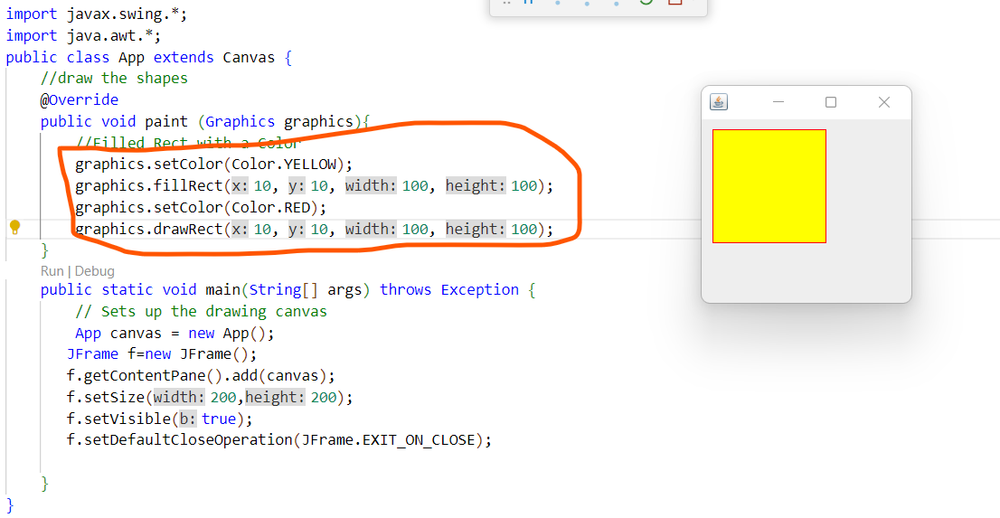 import javax.swing.*;
import java.awt.*;
public class App extends Canvas {
//draw the shapes
@Override
public void paint (Graphics graphics){
//Filled Rect with a Color
graphics.setColor(Color.YELLOW);
graphics.fillRect(x: 10, y: 10, width: 100, height: 100);
graphics.setColor(Color.RED);
graphics.drawRect(x: 10, y: 10, width: 100, height: 100);
}
Run | Debug
public static void main(String[] args) throws Exception {
// Sets up the drawing canvas
App canvas = new App();
JFrame f=new JFrame();
f.getContentPane().add(canvas);
f.setSize(width: 200,height: 200);
f.setVisible(b: true);
f.setDefaultCloseOperation(JFrame.EXIT_ON_CLOSE);
}
}